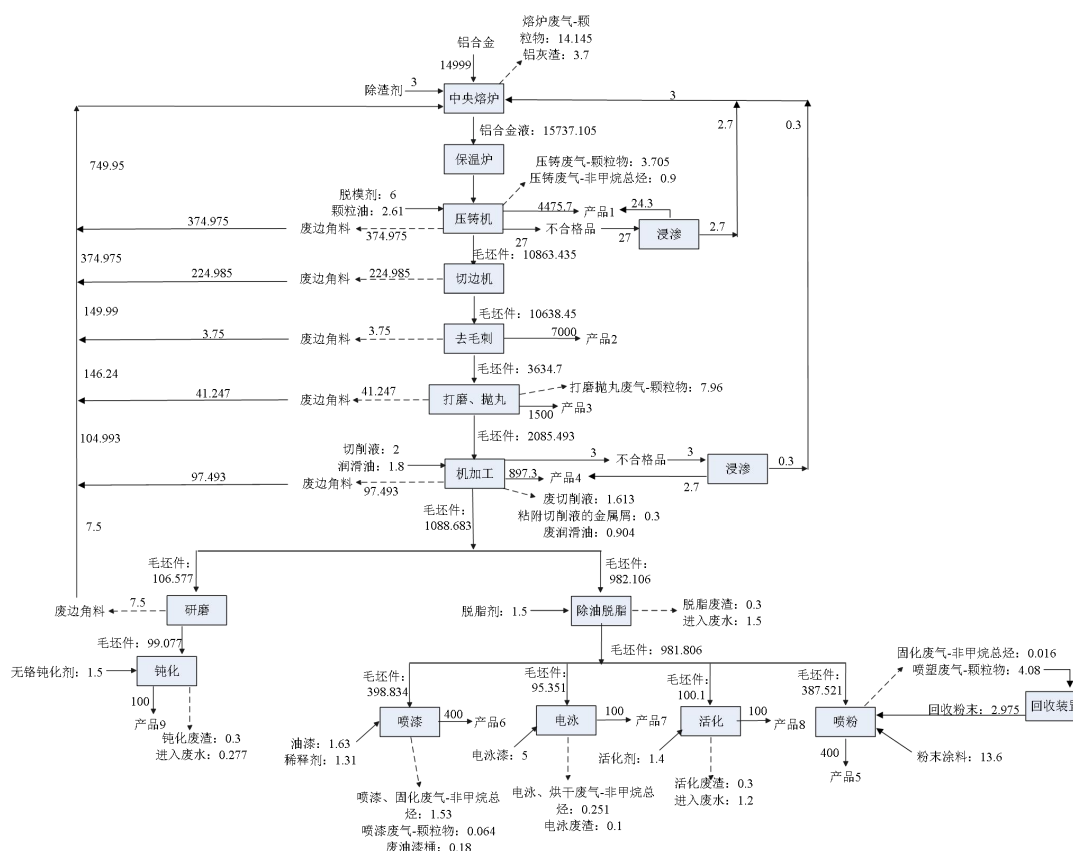 熔炉废气-颗
粒物：14.145
铝灰渣：3.7
铝合金
14999
除渣剂
3
中央熔炉
3
2.7
0.3
铝合金液：15737.105
保温炉
749.95
压铸废气-颗粒物：3.705
压铸废气-非甲烷总烃：0.9
脱模剂：6
颗粒油：2.61
压铸机
4475.7
产品1
24.3
374.975
废边角料
374.975
27
不合格品
27
浸渗
2.7
毛坯件：10863.435
374.975
224.985
废边角料
224.985
切边机
149.99
毛坯件：10638.45
3.75
废边角料
3.75
去毛刺
7000
产品2
146.24
毛坯件：3634.7
打磨抛丸废气-颗粒物：7.96
41.247
废边角料
41.247
打磨、抛丸
1500
产品3
104.993
毛坯件：2085.493
切削液：2
润滑油：1.8
机加工
3
不合格品
3
浸渗
0.3
97.493
废边角料
97.493
897.3
产品4
2.7
废切削液：1.613
粘附切削液的金属屑：0.3
废润滑油：0.904
7.5
毛坯件：
1088.683
毛坯件：
106.577
毛坯件：
982.106
废边角料
7.5
研磨
脱脂剂：1.5
除油脱脂
脱脂废渣：0.3
进入废水：1.5
毛坯件：99.077
毛坯件：981.806
无铬钝化剂：1.5
钝化
100
产品9
钝化废渣：0.3
进入废水：0.277
毛坯件：
398.834
毛坯件：
95.351
毛坯件：
100.1
毛坯件：
387.521
固化废气-非甲烷总烃：0.016
喷塑废气-颗粒物：4.08
喷漆
400
产品6
电泳
100
产品7
活化
100
产品8
喷粉
回收粉末：2.975
回收装置
油漆：1.63
稀释剂：1.31
电泳漆：5
活化剂：1.4
400
产品5
粉末涂料：13.6
喷漆、固化废气-非甲烷总
烃：1.53
喷漆废气-颗粒物：0.064
废油漆桶：0.18
电泳、烘干废气-非甲烷总
烃：0.251
电泳废渣：0.1
活化废渣：0.3
进入废水：1.2